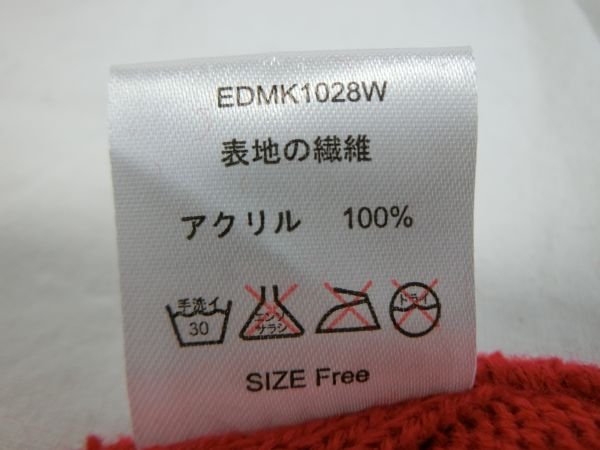 EDMK1028W
表地の繊維
アクリル 100%
手洗イ 30
エンソ サラシ
ドライ
SIZE Free